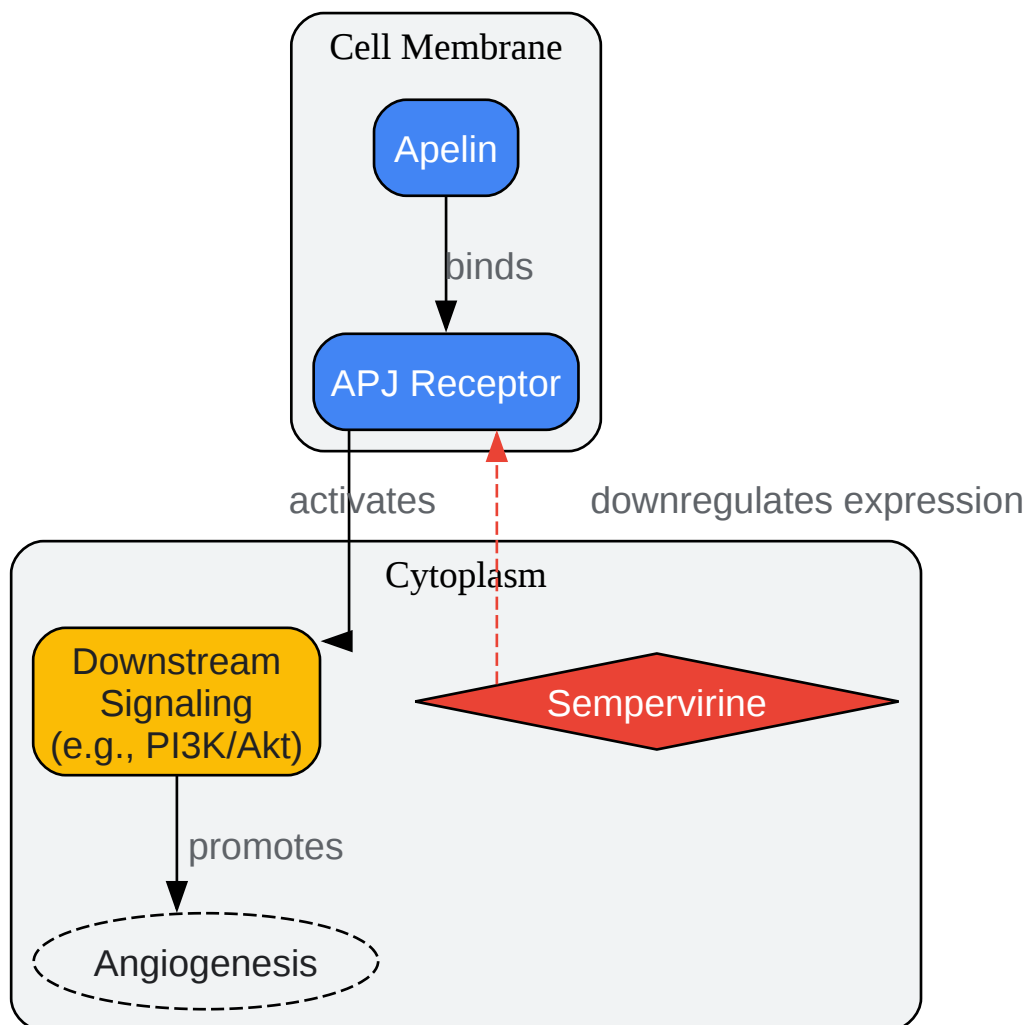 Cell Membrane
Apelin
binds
APJ Receptor
activates
downregulates expression
Cytoplasm
Downstream
Signaling
(e.g., PI3K/Akt)
Sempervirine
promotes
Angiogenesis